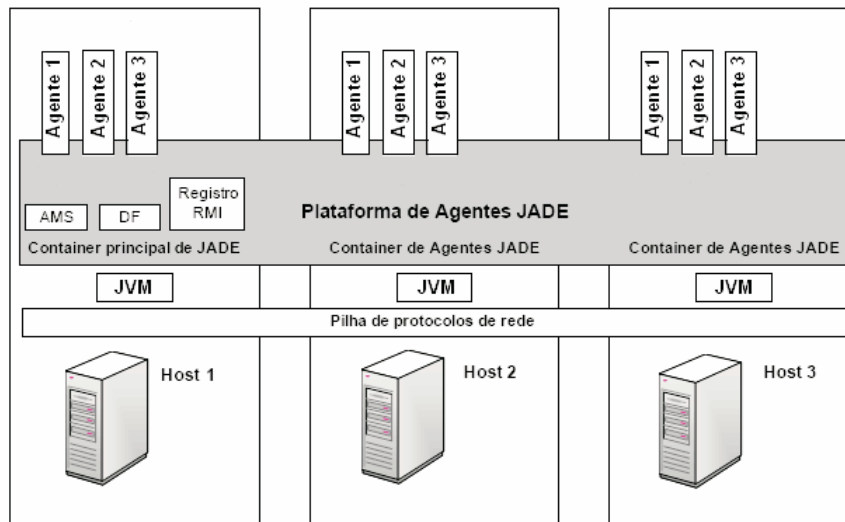 Agente 1
Agente 2
Agente 3
Agente 1
Agente 2
Agente 3
Agente 1
Agente 2
Agente 3
Registro
RMI
AMS
DF
Plataforma de Agentes JADE
Container principal de JADE
Container de Agentes JADE
Container de Agentes JADE
JVM
JVM
JVM
Pilha de protocolos de rede
Host 1
Host 2
Host 3